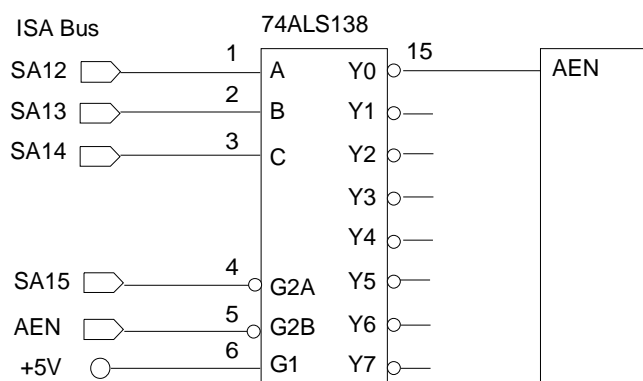 ISA Bus
74ALS138
SA12
1
A
Y0
15
AEN
SA13
2
B
Y1
SA14
3
C
Y2
Y3
Y4
SA15
4
G2A
Y5
AEN
5
G2B
Y6
+5V
6
G1
Y7